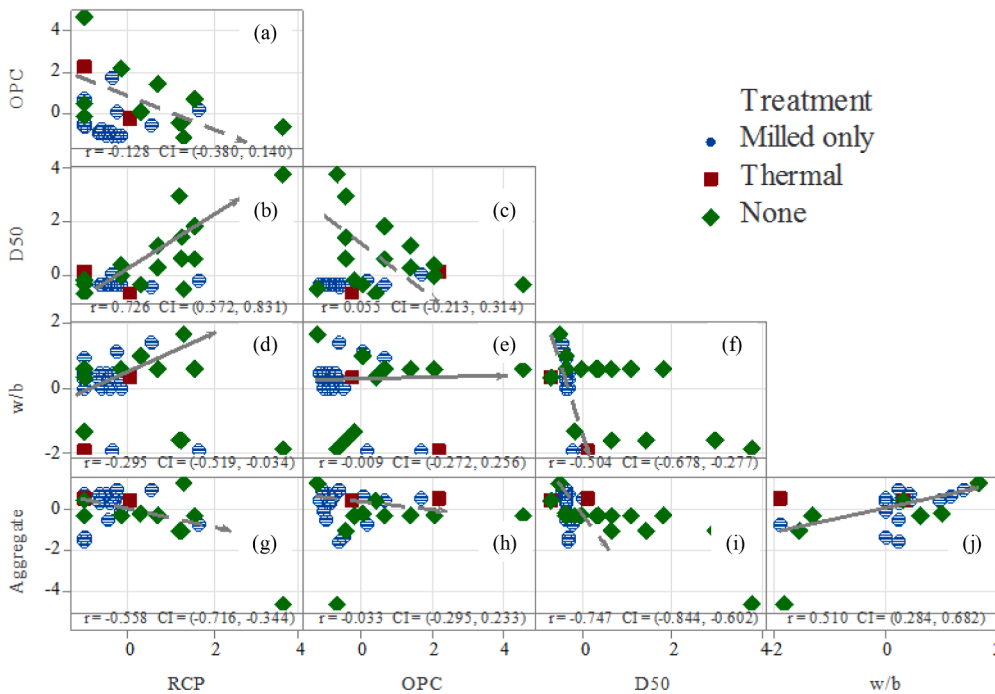 4
(a)
2
OPC
0
r = -0.128 CI = (-0.380, 0.140)
Treatment
Milled only
Thermal
None
4
(b)
(c)
2
D50
0
r = 0.726 CI = (0.572, 0.831)
r = 0.055 CI = (-0.213, 0.314)
2
(d)
(e)
(f)
w/b
0
-2
r = -0.295 CI = (-0.519, -0.034)
r = -0.009 CI = (-0.272, 0.256)
r = -0.504 CI = (-0.678, -0.277)
0
Aggregate
-2
(g)
(h)
(i)
(j)
-4
r = -0.558 CI = (-0.716, -0.344)
r = -0.033 CI = (-0.295, 0.233)
r = -0.747 CI = (-0.844, -0.602)
r = 0.510 CI = (0.284, 0.682)
0 2 4 0 2 4 0 2 4 -2 0 2
RCP OPC D50 w/b